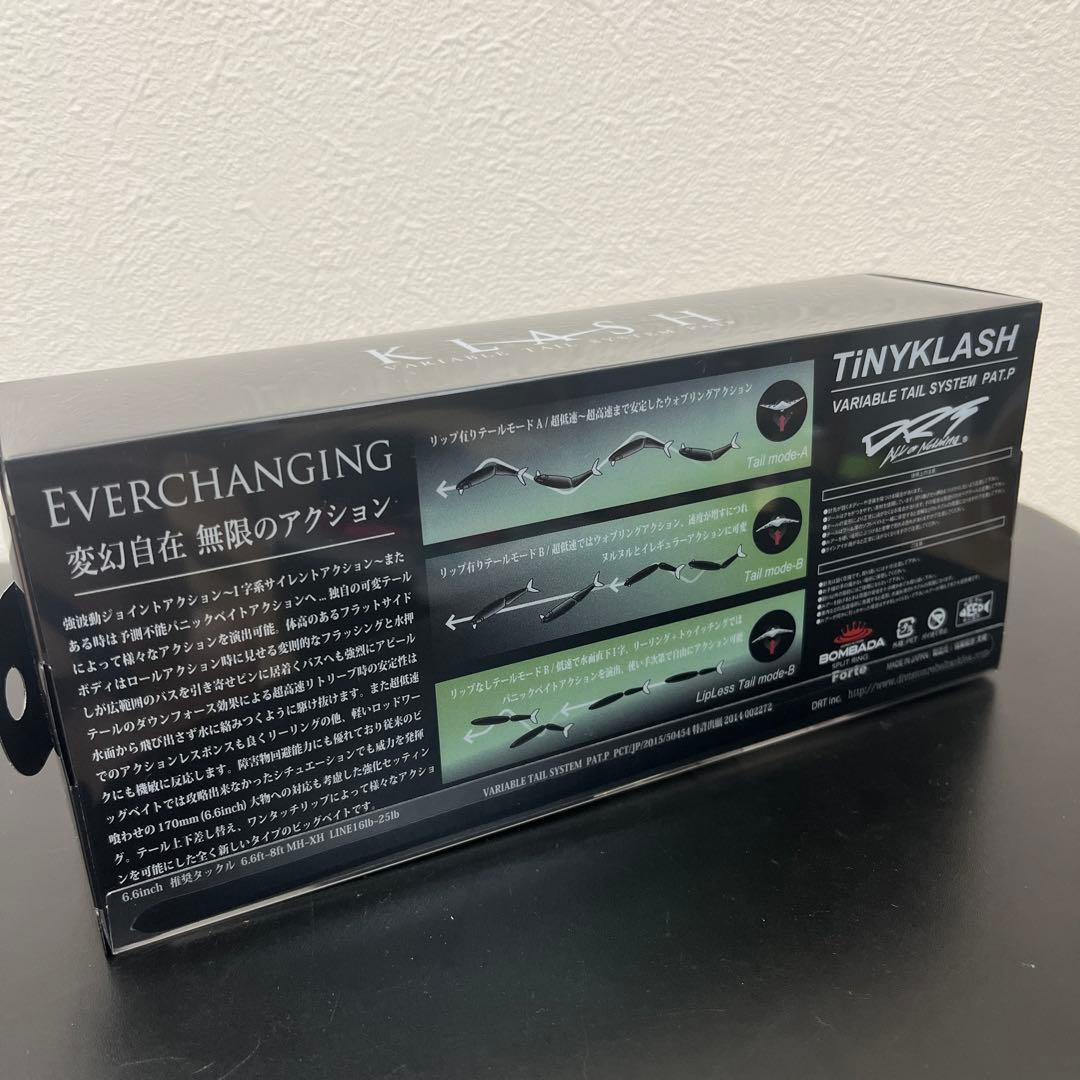 KLASH
VARIABLE TAIL SYSTEM PAT.P
EVERCHANGING
変幻自在 無限のアクション
強波動ジョイントアクション〜I字系サイレントアクション〜また
ある時は予測不能パニックベイトアクションへ...独自の可変テール
によって様々なアクションを演出可能。体高のあるフラットサイド
ボディはロールアクション時に見せる変則的なフラッシングと水押
しが広範囲のバスを引き寄せピンに居着くバスへも強烈にアピール
テールのダウンフォース効果による超高速リトリーブ時の安定性は
水面から飛び出さず水に絡みつくように駆け抜けます。また超低速
でのアクションレスポンスも良くリーリングの他、軽いロッドワー
クにも機敏に反応します。障害物回避能力にも優れており従来のビ
ッグベイトでは攻略出来なかったシチュエーションでも威力を発揮
喰わせの170mm(6.6inch)大物への対応も考慮した強化セッティン
グ。テール上下差し替え、ワンタッチリップによって様々なアクショ
ンを可能にした全く新しいタイプのビッグベイトです。
6.6inch 推奨タックル 6.6ft-8ft MH-XH LINE16lb-25lb
リップ有りテールモードA/超低速〜超高速まで安定したウォブリングアクション
Tail mode-A
リップ有りテールモードB/超低速ではウォブリングアクション、速度が増すにつれ
ヌルヌルとイレギュラーアクションに可変
Tail mode-B
リップなしテールモードB/低速で水面直下I字、リーリング+トゥイッチングでは
パニックベイトアクションを演出、使い手次第で自由にアクション可能
LipLess Tail mode-B
VARIABLE TAIL SYSTEM PAT.P PCT/JP/2015/50454 特許出願 2014 002272
TiNYKLASH
VARIABLE TAIL SYSTEM PAT.P
DRT
All or Nothing®
BOMBADA
SPLIT RING
Forte
外箱:PET
MADE IN JAPAN
DRT inc.